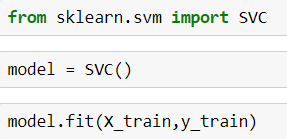 from sklearn.svm import SVC
model = SVC()
model.fit(X_train,y_train)